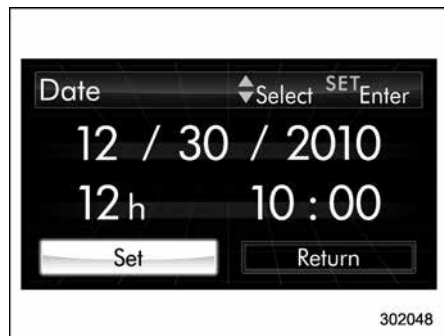 Date Select SET Enter
12 / 30 / 2010
12h 10:00
Set Return
302048